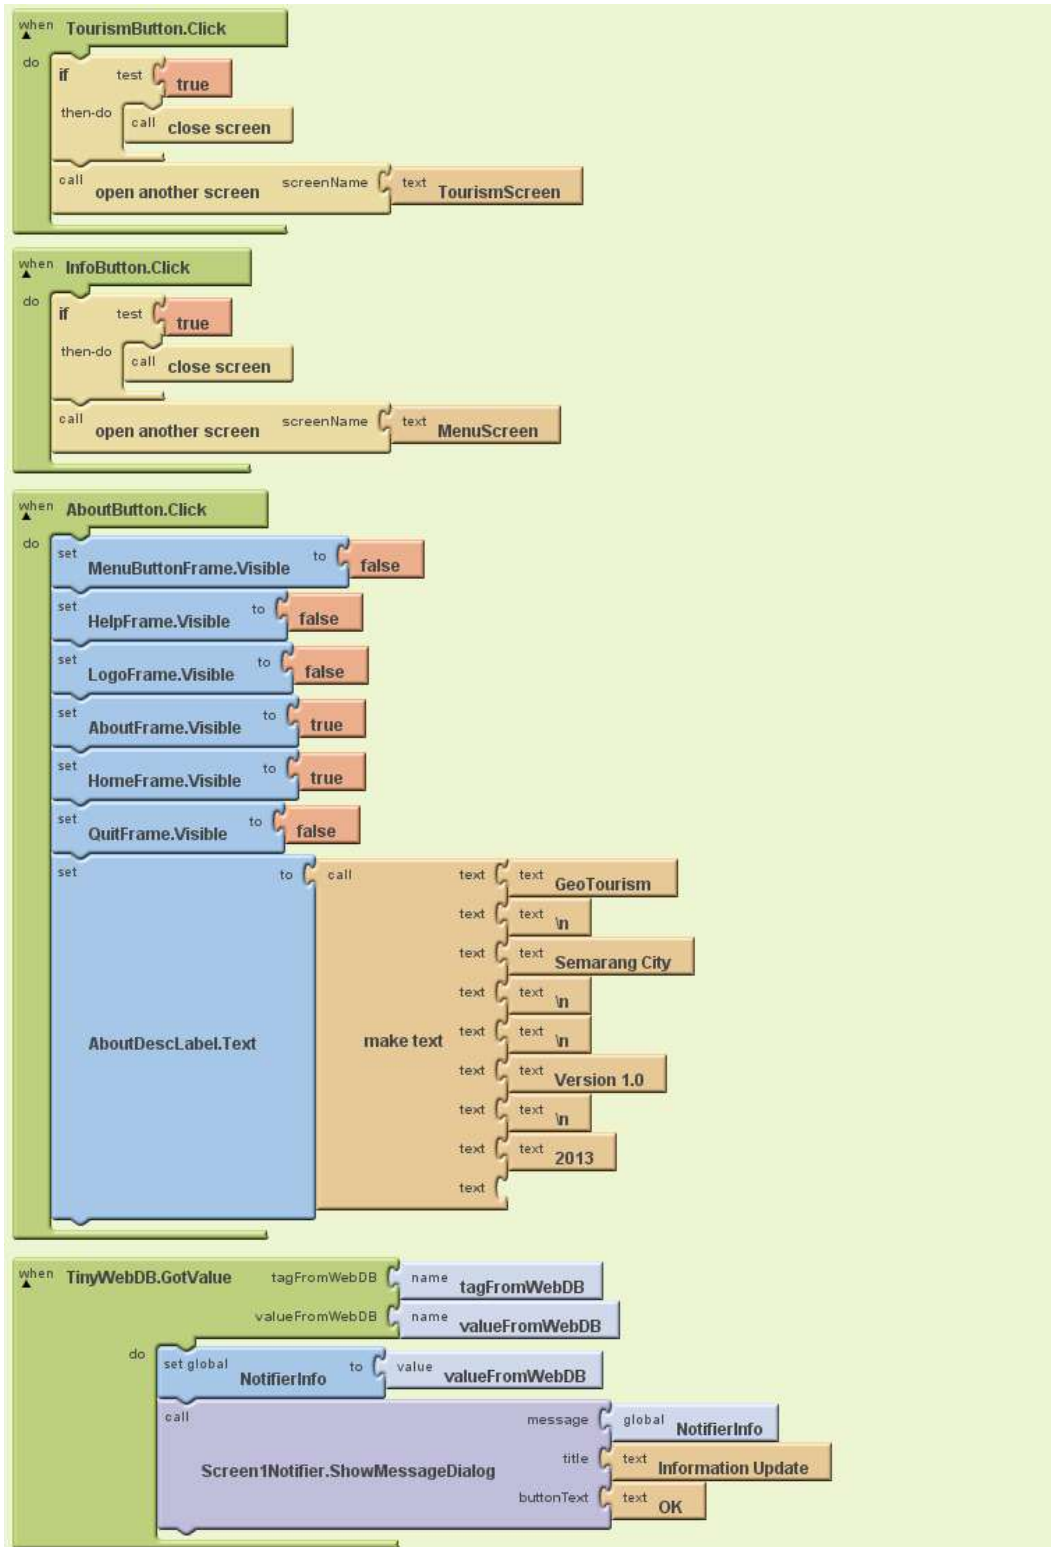 when TourismButton.Click
do if test true
then-do call close screen
call open another screen screenName text TourismScreen
when InfoButton.Click
do if test true
then-do call close screen
call open another screen screenName text MenuScreen
when AboutButton.Click
do set MenuButtonFrame.Visible to false
set HelpFrame.Visible to false
set LogoFrame.Visible to false
set AboutFrame.Visible to true
set HomeFrame.Visible to true
set QuitFrame.Visible to false
set to call text text GeoTourism
text text \n
text text Semarang City
text text \n
AboutDescLabel.Text make text text text \n
text text Version 1.0
text text \n
text text 2013
text
when TinyWebDB.GotValue tagFromWebDB name tagFromWebDB
valueFromWebDB name valueFromWebDB
do set global NotifierInfo to value valueFromWebDB
call message global NotifierInfo
Screen1Notifier.ShowMessageDialog title text Information Update
buttonText text OK